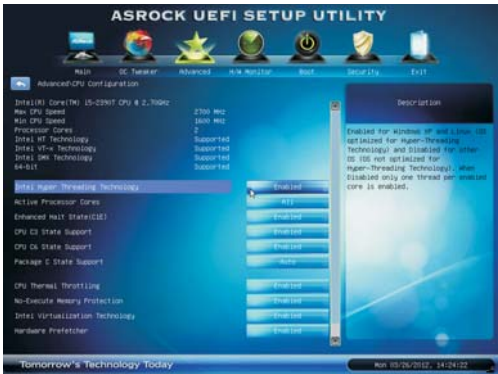 ASROCK UEFI SETUP UTILITY
Main OC Tweaker Advanced H/W Monitor Boot Security Exit
Advanced\CPU Configuration
Intel(R) Core(TM) i5-2390T CPU @ 2.70GHz
Max CPU Speed 2700 MHz
Min CPU Speed 1600 MHz
Processor Cores 2
Intel HT Technology Supported
Intel VT-x Technology Supported
Intel SMX Technology Supported
64-bit Supported
Intel Hyper Threading Technology Enabled
Active Processor Cores All
Enhanced Halt State(C1E) Enabled
CPU C3 State Support Enabled
CPU C6 State Support Enabled
Package C State Support Auto
CPU Thermal Throttling Enabled
No-Execute Memory Protection Enabled
Intel Virtualization Technology Enabled
Hardware Prefetcher Enabled
Description
Enabled for Windows XP and Linux (OS
optimized for Hyper-Threading
Technology) and Disabled for other
OS (OS not optimized for
Hyper-Threading Technology). When
Disabled only one thread per enabled
core is enabled.
Tomorrow's Technology Today
Mon 03/26/2012, 14:24:22